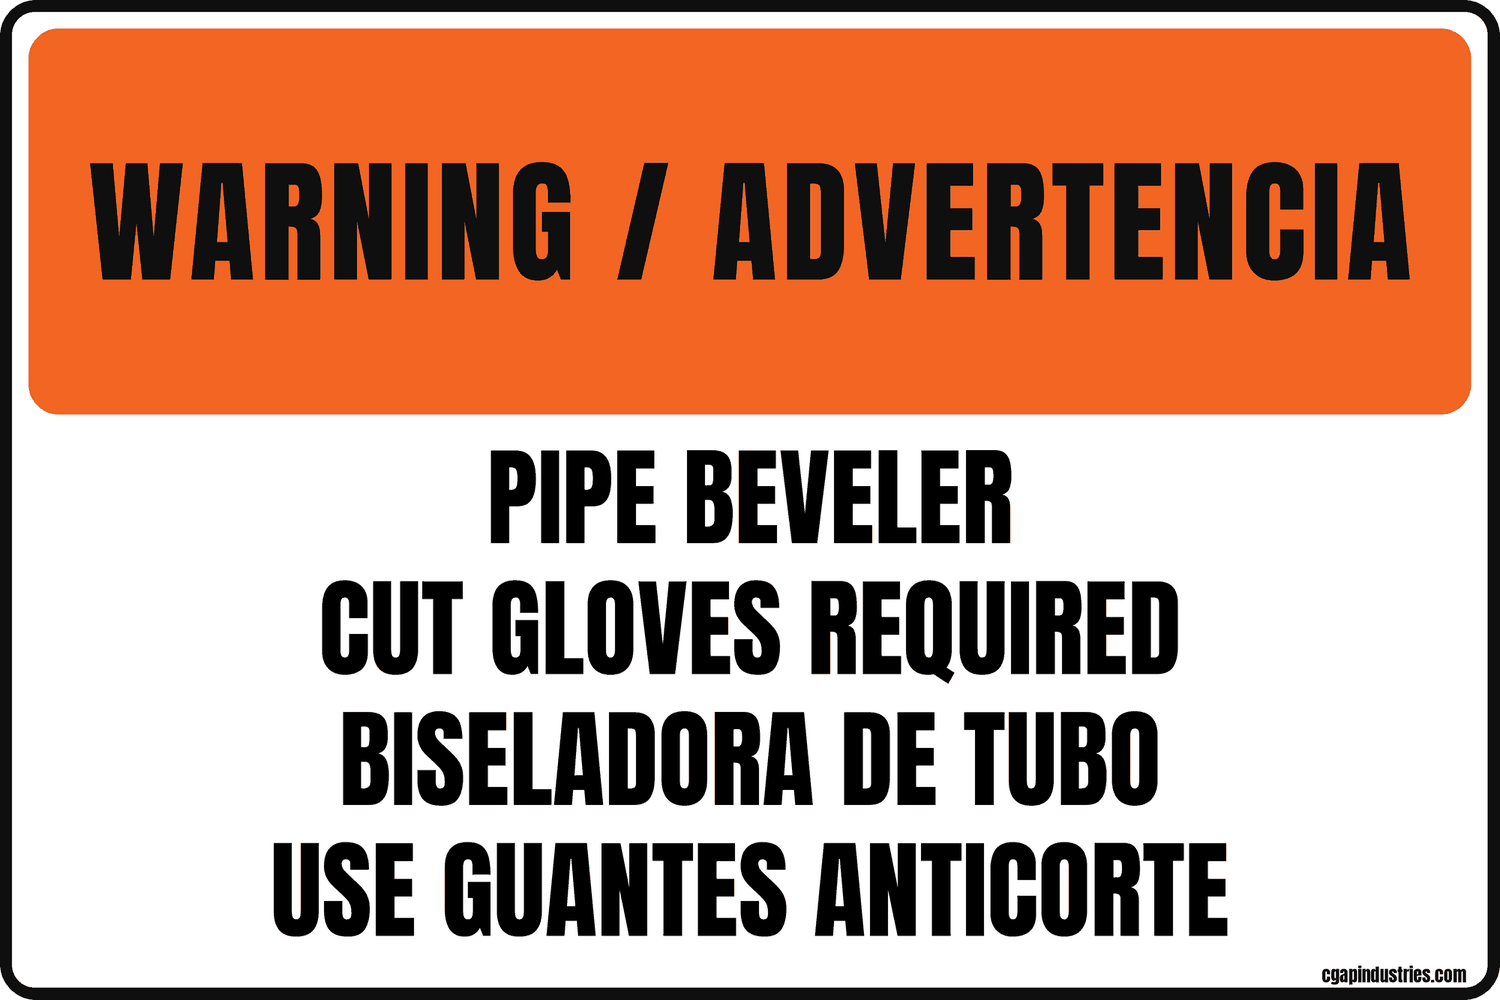 WARNING / ADVERTENCIA
PIPE BEVELER
CUT GLOVES REQUIRED
BISELADORA DE TUBO
USE GUANTES ANTICORTE
cgapindustries.com